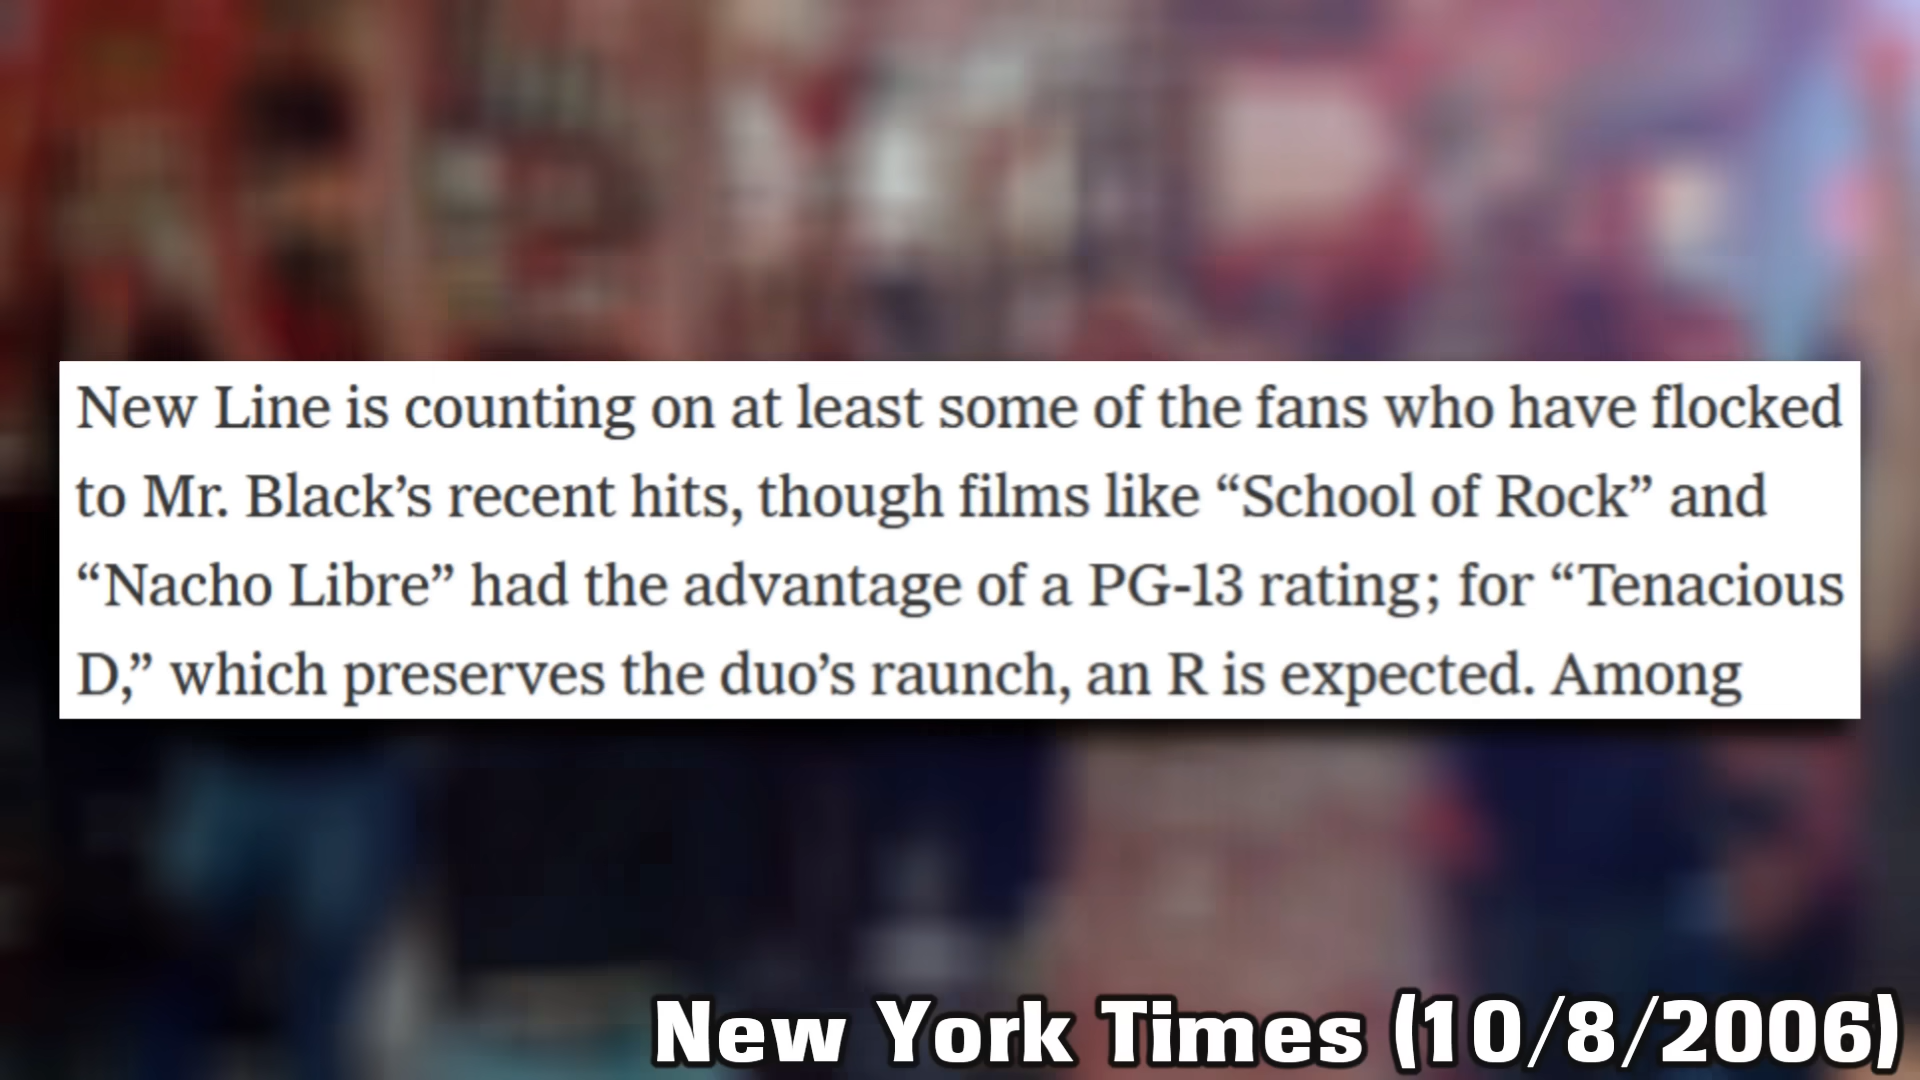 New Line is counting on at least some of the fans who have flocked
to Mr. Black’s recent hits, though films like “School of Rock” and
“Nacho Libre” had the advantage of a PG-13 rating; for “Tenacious
D,” which preserves the duo’s raunch, an R is expected. Among
New York Times (10/8/2006)